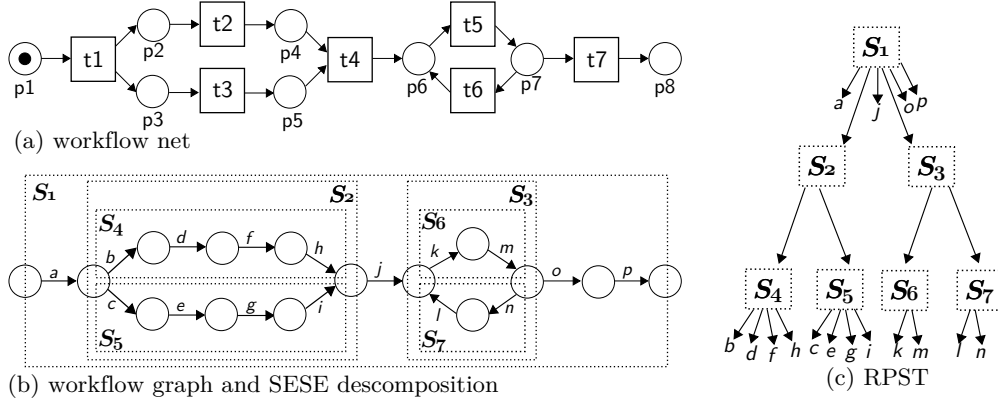 t1
t2
t3
t4
t5
t6
t7
p1
p2
p3
p4
p5
p6
p7
p8
(a) workflow net
S1
S2
S3
S4
S5
S6
S7
a
b
c
d
e
f
g
h
i
j
k
l
m
n
o
p
(b) workflow graph and SESE descomposition
S1
a
j
o
p
S2
S3
S4
S5
S6
S7
b
d
f
h
c
e
g
i
k
m
l
n
(c) RPST